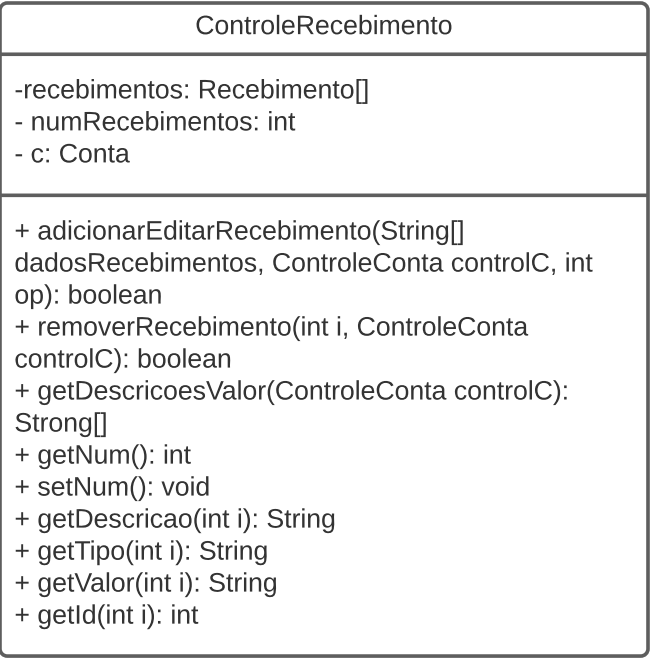 ControleRecebimento
-recebimentos: Recebimento[]
- numRecebimentos: int
- c: Conta
+ adicionarEditarRecebimento(String[]
dadosRecebimentos, ControleConta controlC, int
op): boolean
+ removerRecebimento(int i, ControleConta
controlC): boolean
+ getDescricoesValor(ControleConta controlC):
Strong[]
+ getNum(): int
+ setNum(): void
+ getDescricao(int i): String
+ getTipo(int i): String
+ getValor(int i): String
+ getId(int i): int